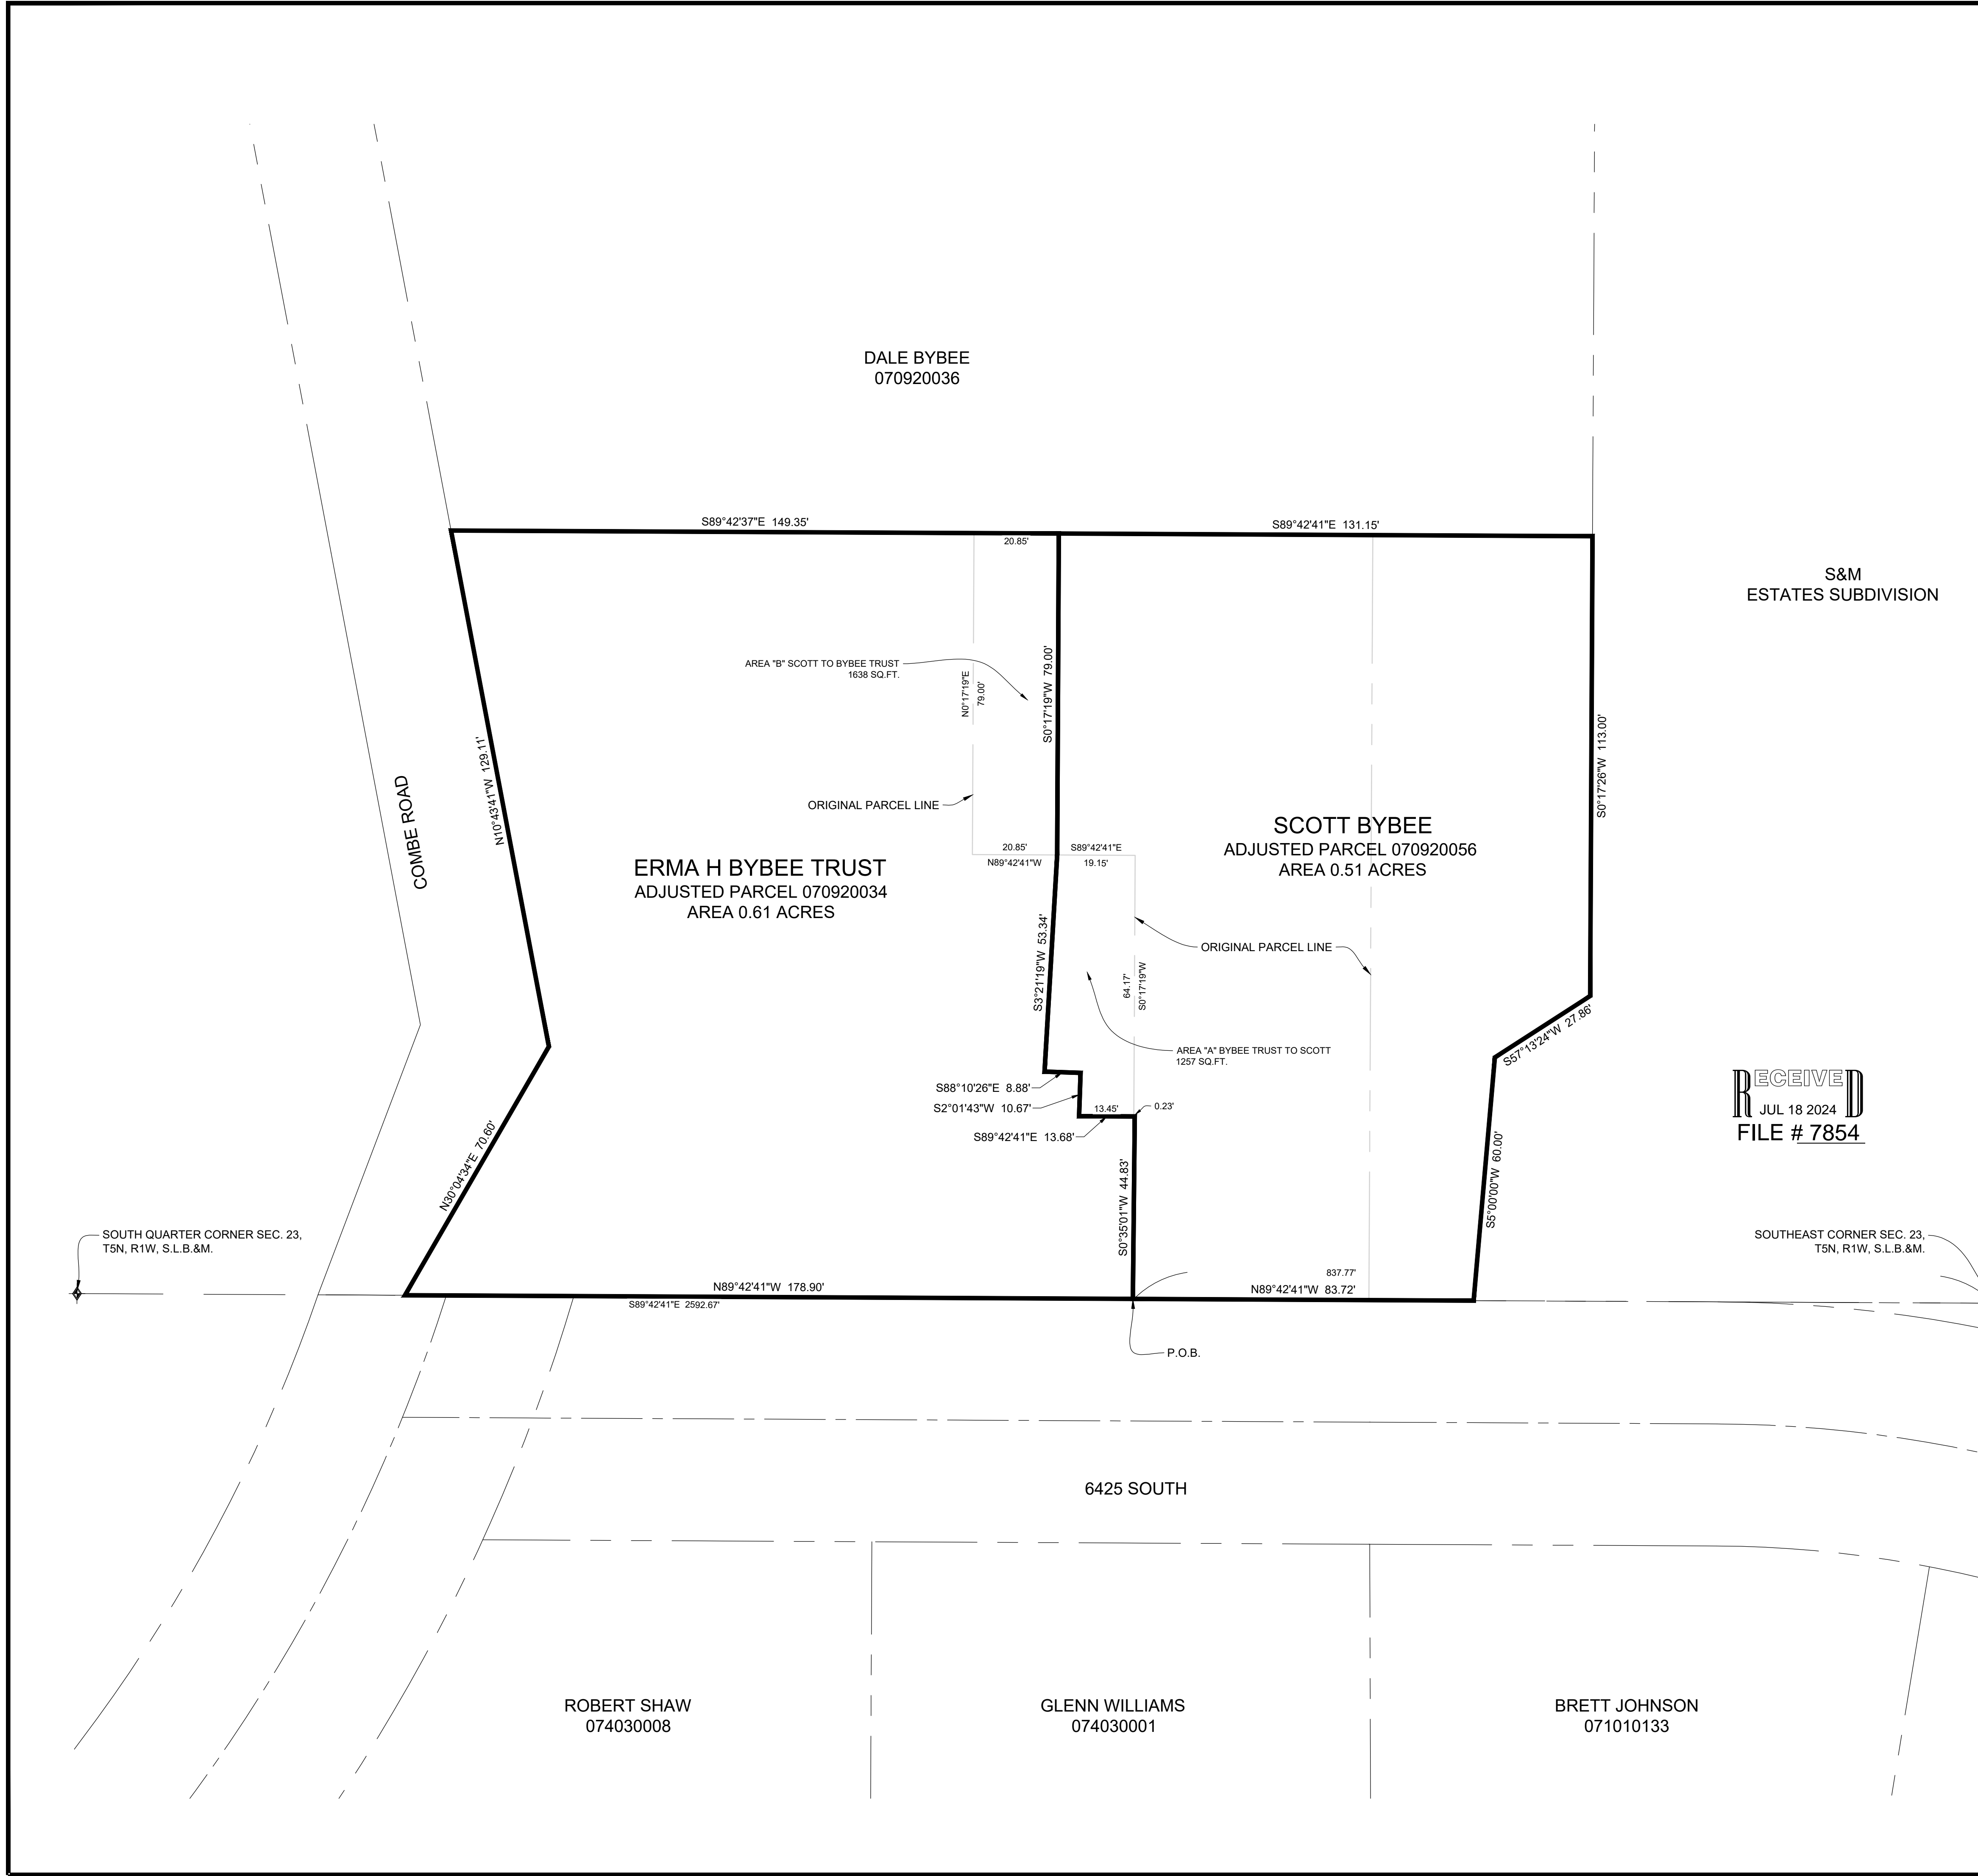 DALE BYBEE
070920036
S89°42'37"E 149.35'
20.85'
S89°42'41"E 131.15'
S&M
ESTATES SUBDIVISION
AREA "B" SCOTT TO BYBEE TRUST
1638 SQ.FT.
N0°17'19"E
79.00'
S0°17'19"W 79.00'
S0°17'26"W 113.00'
N10°43'41"W 129.11'
COMBE ROAD
ORIGINAL PARCEL LINE
SCOTT BYBEE
ADJUSTED PARCEL 070920056
AREA 0.51 ACRES
20.85'
N89°42'41"W
S89°42'41"E
19.15'
ERMA H BYBEE TRUST
ADJUSTED PARCEL 070920034
AREA 0.61 ACRES
S3°21'19"W 53.34'
ORIGINAL PARCEL LINE
64.17'
S0°17'19"W
AREA "A" BYBEE TRUST TO SCOTT
1257 SQ.FT.
S57°13'24"W 27.86'
S88°10'26"E 8.88'
S2°01'43"W 10.67'
13.45'
0.23'
S89°42'41"E 13.68'
RECEIVED
JUL 18 2024
FILE # 7854
N30°04'34"E 70.60'
S0°35'01"W 44.83'
S5°00'00"W 60.00'
SOUTH QUARTER CORNER SEC. 23,
T5N, R1W, S.L.B.&M.
SOUTHEAST CORNER SEC. 23,
T5N, R1W, S.L.B.&M.
N89°42'41"W 178.90'
S89°42'41"E 2592.67'
837.77'
N89°42'41"W 83.72'
P.O.B.
6425 SOUTH
ROBERT SHAW
074030008
GLENN WILLIAMS
074030001
BRETT JOHNSON
071010133